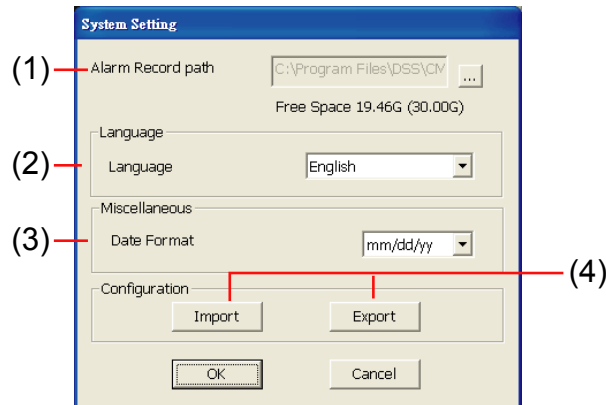 System Setting
(1) Alarm Record path C:\Program Files\DSS\CM ...
Free Space 19.46G (30.00G)
Language
(2) Language English
Miscellaneous
(3) Date Format mm/dd/yy
(4)
Configuration
Import Export
OK Cancel